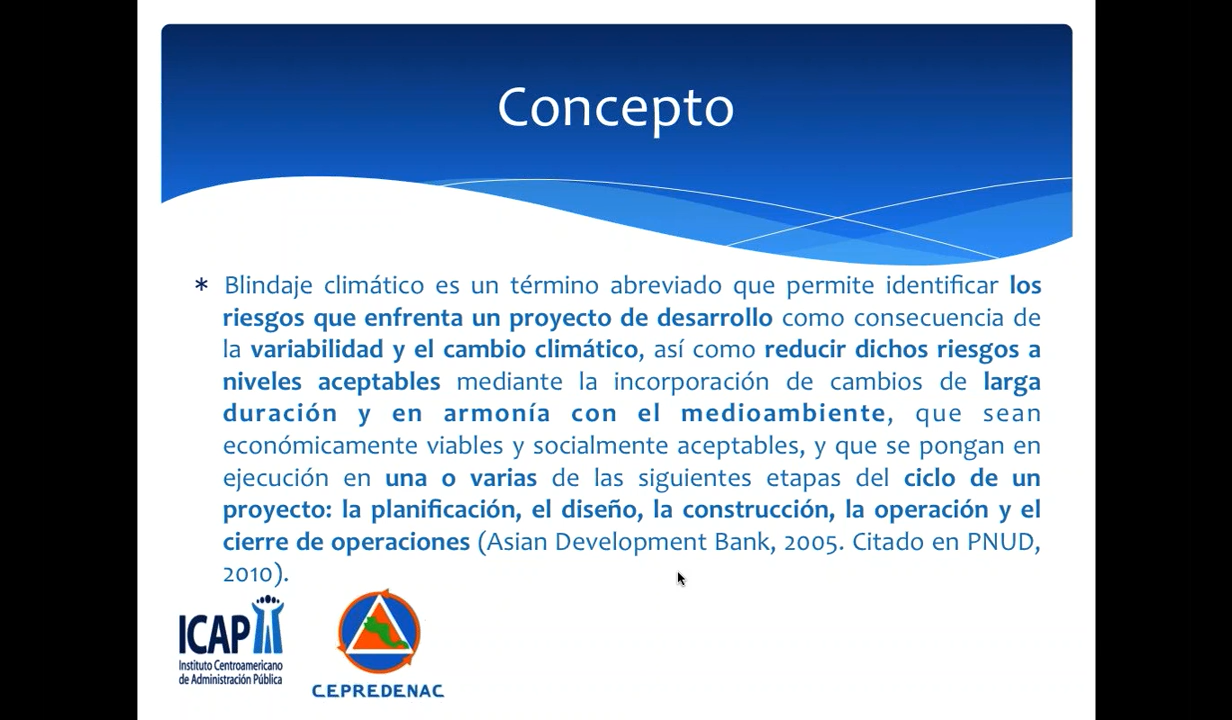 Concepto
* Blindaje climático es un término abreviado que permite identificar los
riesgos que enfrenta un proyecto de desarrollo como consecuencia de
la variabilidad y el cambio climático, así como reducir dichos riesgos a
niveles aceptables mediante la incorporación de cambios de larga
duración y en armonía con el medioambiente, que sean
económicamente viables y socialmente aceptables, y que se pongan en
ejecución en una o varias de las siguientes etapas del ciclo de un
proyecto: la planificación, el diseño, la construcción, la operación y el
cierre de operaciones (Asian Development Bank, 2005. Citado en PNUD,
2010).
ICAP
Instituto Centroamericano
de Administración Pública
CEPREDENAC